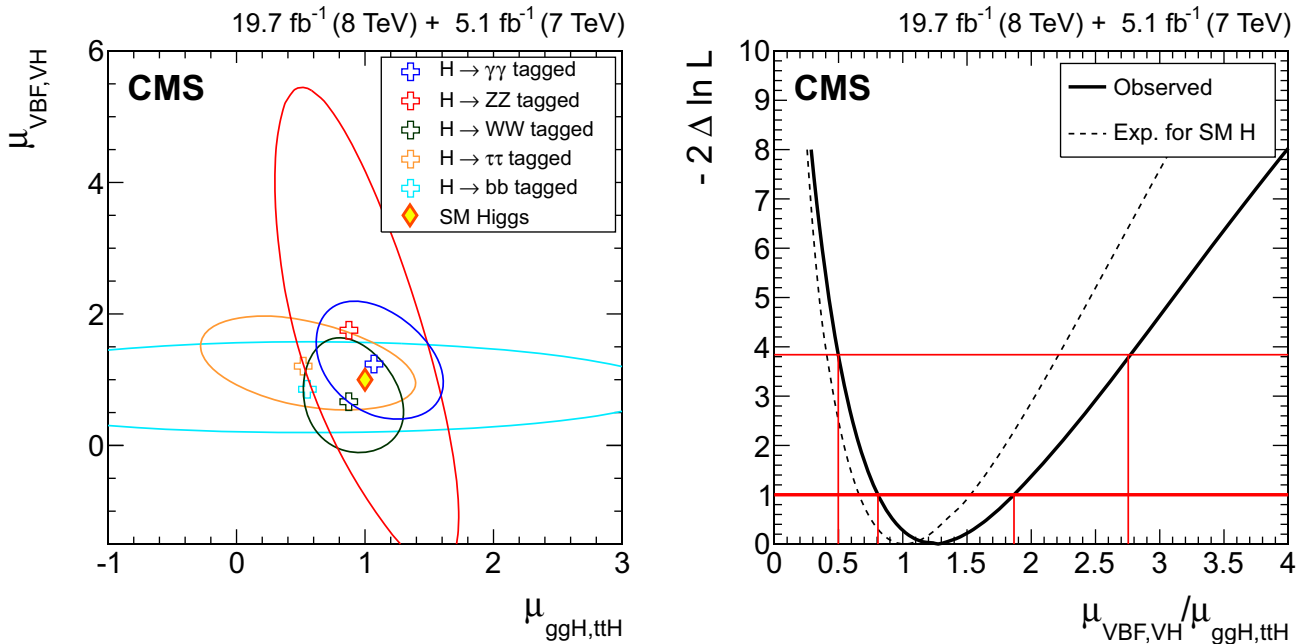 19.7 fb⁻¹ (8 TeV) + 5.1 fb⁻¹ (7 TeV)
CMS
H → γγ tagged
H → ZZ tagged
H → WW tagged
H → ττ tagged
H → bb tagged
SM Higgs
μ_VBF,VH
6
4
2
0
-1 0 1 2 3
μ_ggH,ttH
19.7 fb⁻¹ (8 TeV) + 5.1 fb⁻¹ (7 TeV)
CMS
Observed
Exp. for SM H
- 2 Δ ln L
10
9
8
7
6
5
4
3
2
1
0
0 0.5 1 1.5 2 2.5 3 3.5 4
μ_VBF,VH/μ_ggH,ttH